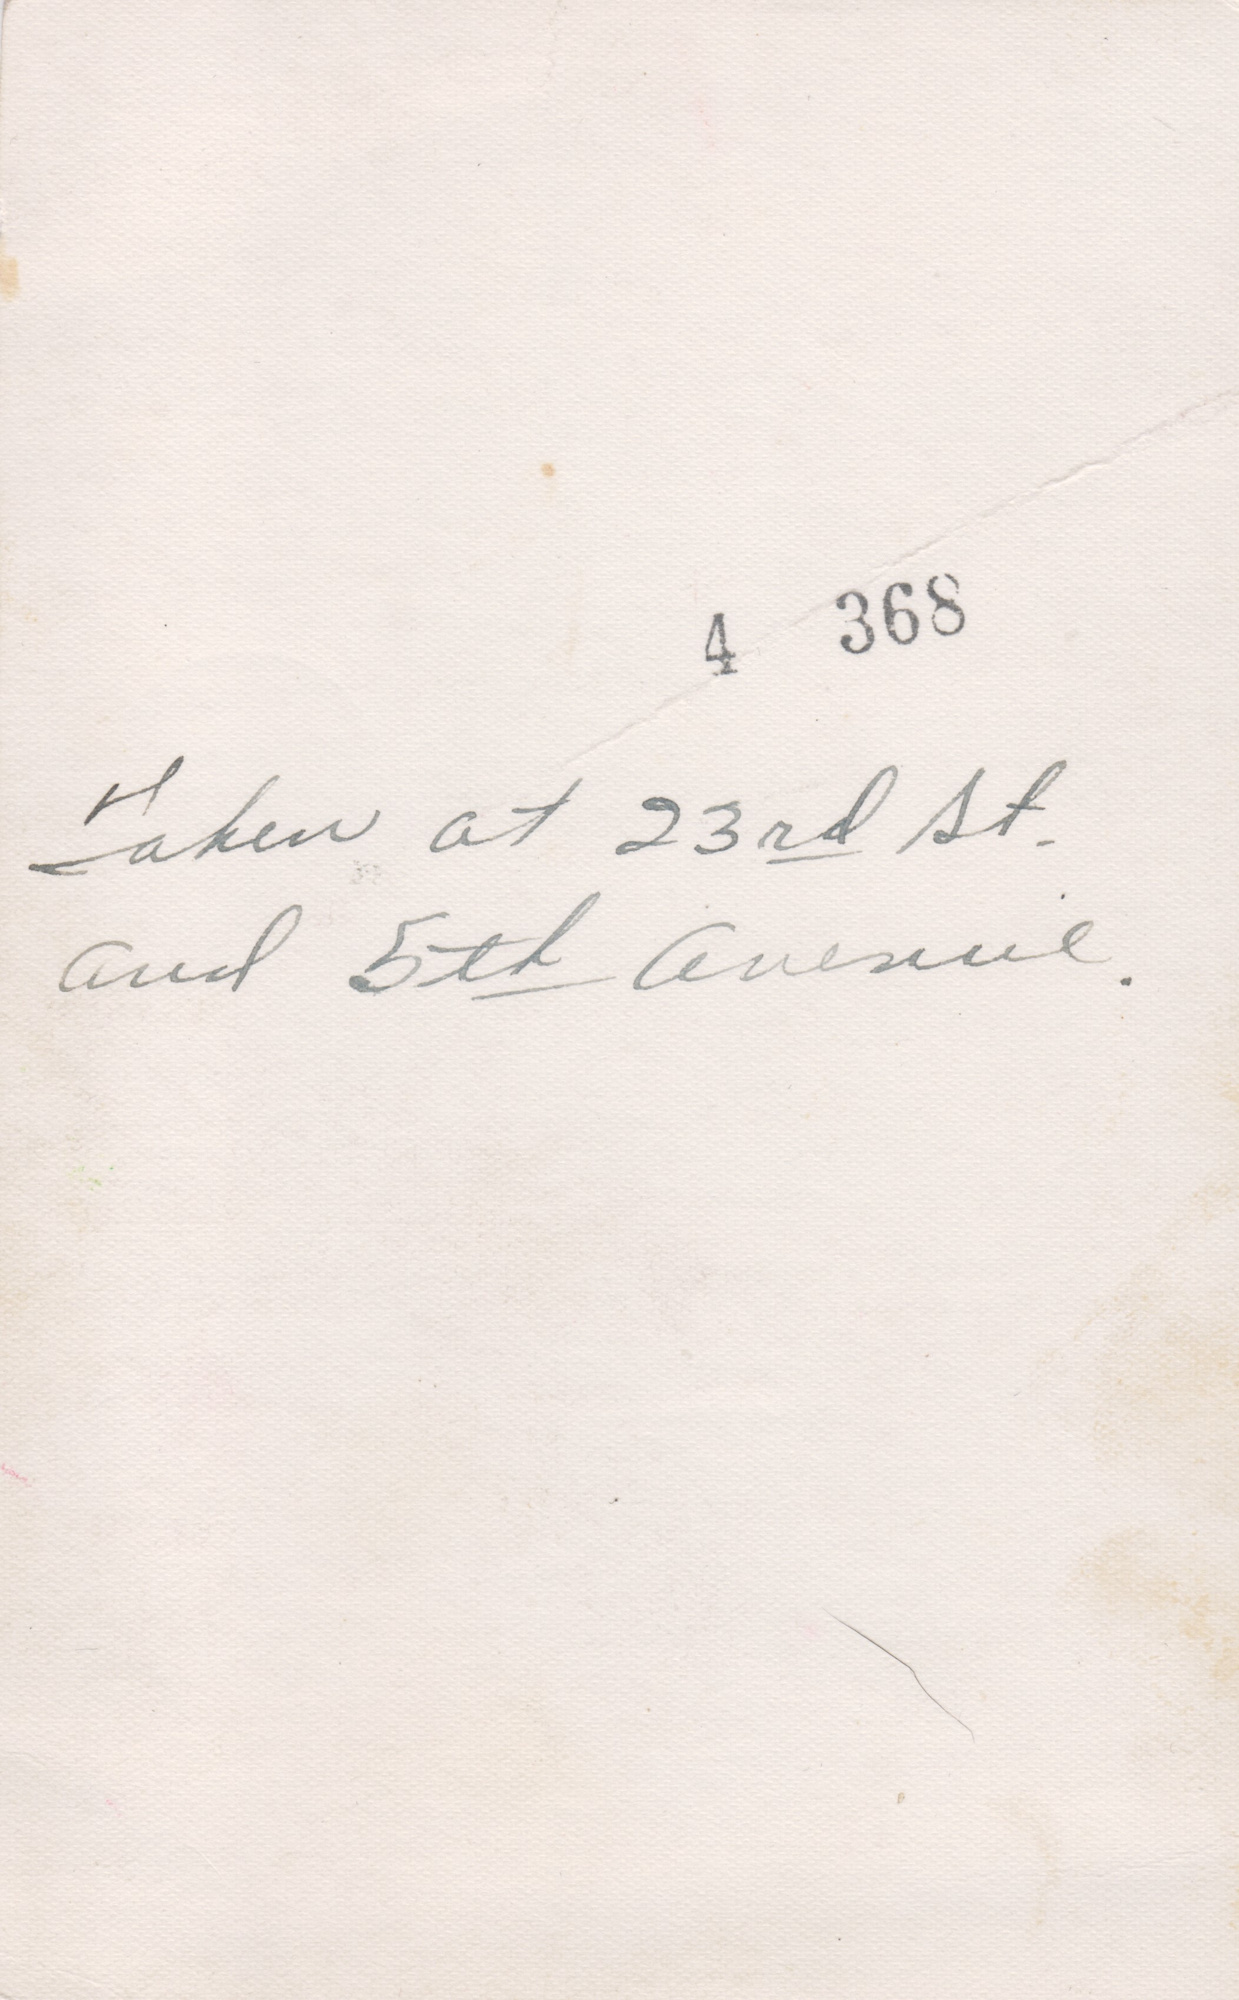 4 368
Taken at 23rd St.
and 5th Avenue.